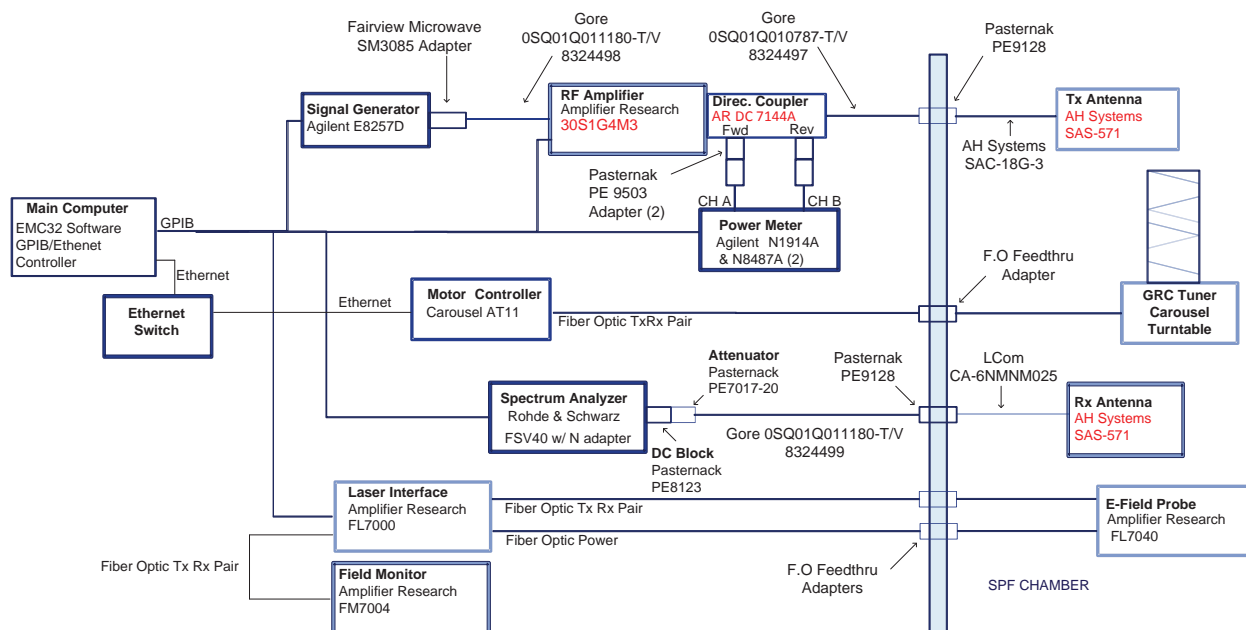 Fairview Microwave
SM3085 Adapter
Gore
0SQ01Q011180-T/V
8324498
Gore
0SQ01Q010787-T/V
8324497
Pasternak
PE9128
Signal Generator
Agilent E8257D
RF Amplifier
Amplifier Research
30S1G4M3
Direc. Coupler
AR DC 7144A
Fwd
Rev
Tx Antenna
AH Systems
SAS-571
AH Systems
SAC-18G-3
Pasternak
PE 9503
Adapter (2)
CH A
CH B
Power Meter
Agilent N1914A
& N8487A (2)
Main Computer
EMC32 Software
GPIB/Ethenet
Controller
GPIB
Ethernet
Ethernet
Switch
Ethernet
Motor Controller
Carousel AT11
Fiber Optic TxRx Pair
F.O Feedthru
Adapter
GRC Tuner
Carousel
Turntable
Attenuator
Pasternack
PE7017-20
Pasternak
PE9128
LCom
CA-6NMNM025
Spectrum Analyzer
Rohde & Schwarz
FSV40 w/ N adapter
DC Block
Pasternack
PE8123
Gore 0SQ01Q011180-T/V
8324499
Rx Antenna
AH Systems
SAS-571
Laser Interface
Amplifier Research
FL7000
Fiber Optic Tx Rx Pair
Fiber Optic Power
E-Field Probe
Amplifier Research
FL7040
Fiber Optic Tx Rx Pair
Field Monitor
Amplifier Research
FM7004
F.O Feedthru
Adapters
SPF CHAMBER